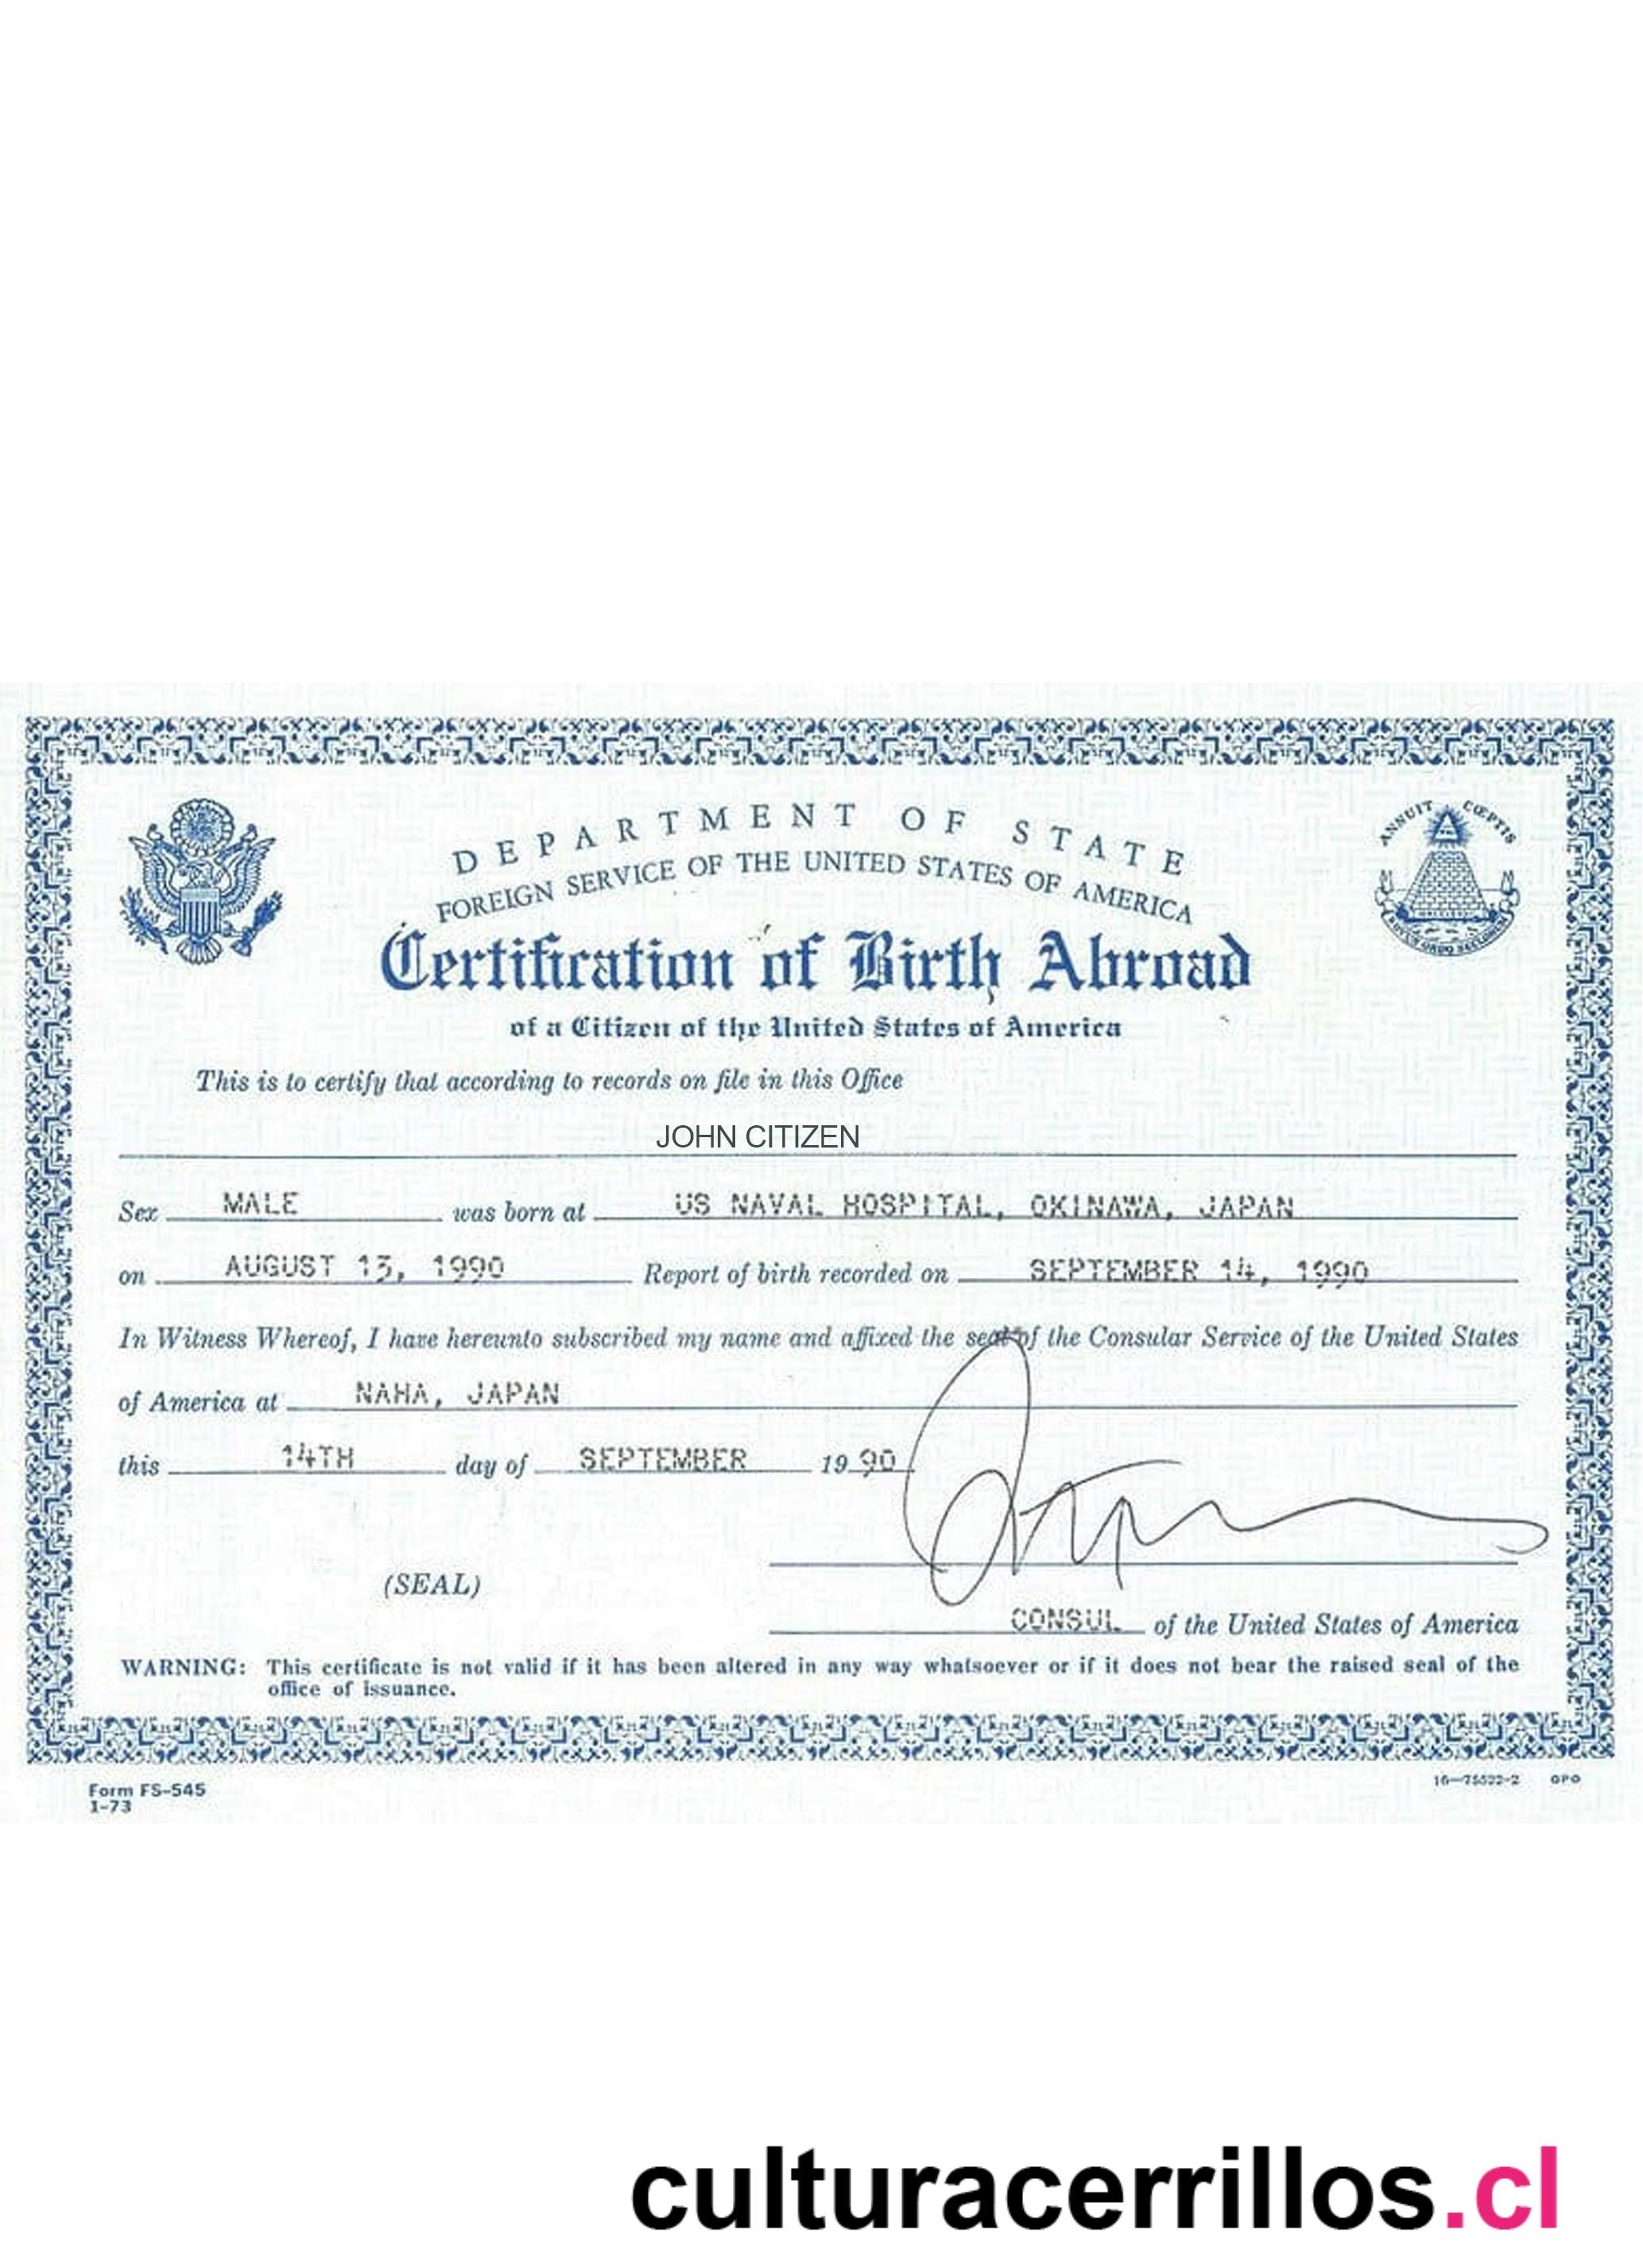 DEPARTMENT OF STATE
FOREIGN SERVICE OF THE UNITED STATES OF AMERICA
ANNUIT CŒPTIS
Certification of Birth Abroad
of a Citizen of the United States of America
This is to certify that according to records on file in this Office
JOHN CITIZEN
Sex MALE was born at US NAVAL HOSPITAL, OKINAWA, JAPAN
on AUGUST 13, 1990 Report of birth recorded on SEPTEMBER 14, 1990
In Witness Whereof, I have hereunto subscribed my name and affixed the seal of the Consular Service of the United States
of America at NAHA, JAPAN
this 14TH day of SEPTEMBER 1990
(SEAL)
CONSUL of the United States of America
WARNING: This certificate is not valid if it has been altered in any way whatsoever or if it does not bear the raised seal of the
office of issuance.
Form FS-545
1-73
16—75522-2 GPO
culturacerrillos.cl